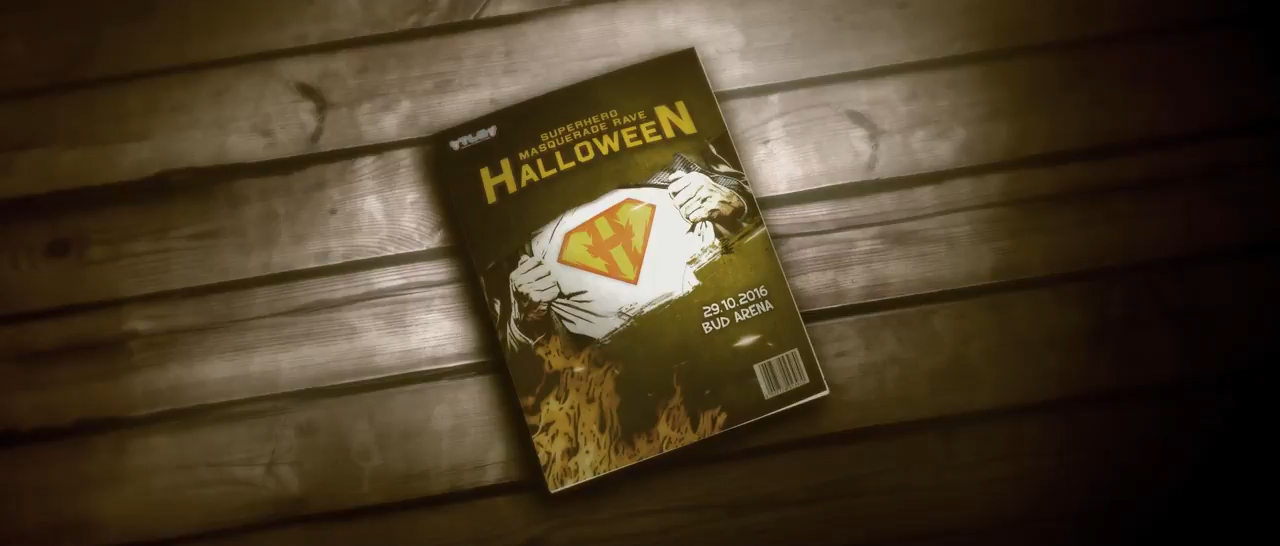 SUPERHERO
MASQUERADE RAVE
HALLOWEEN
H
29.10.2016
BUD ARENA